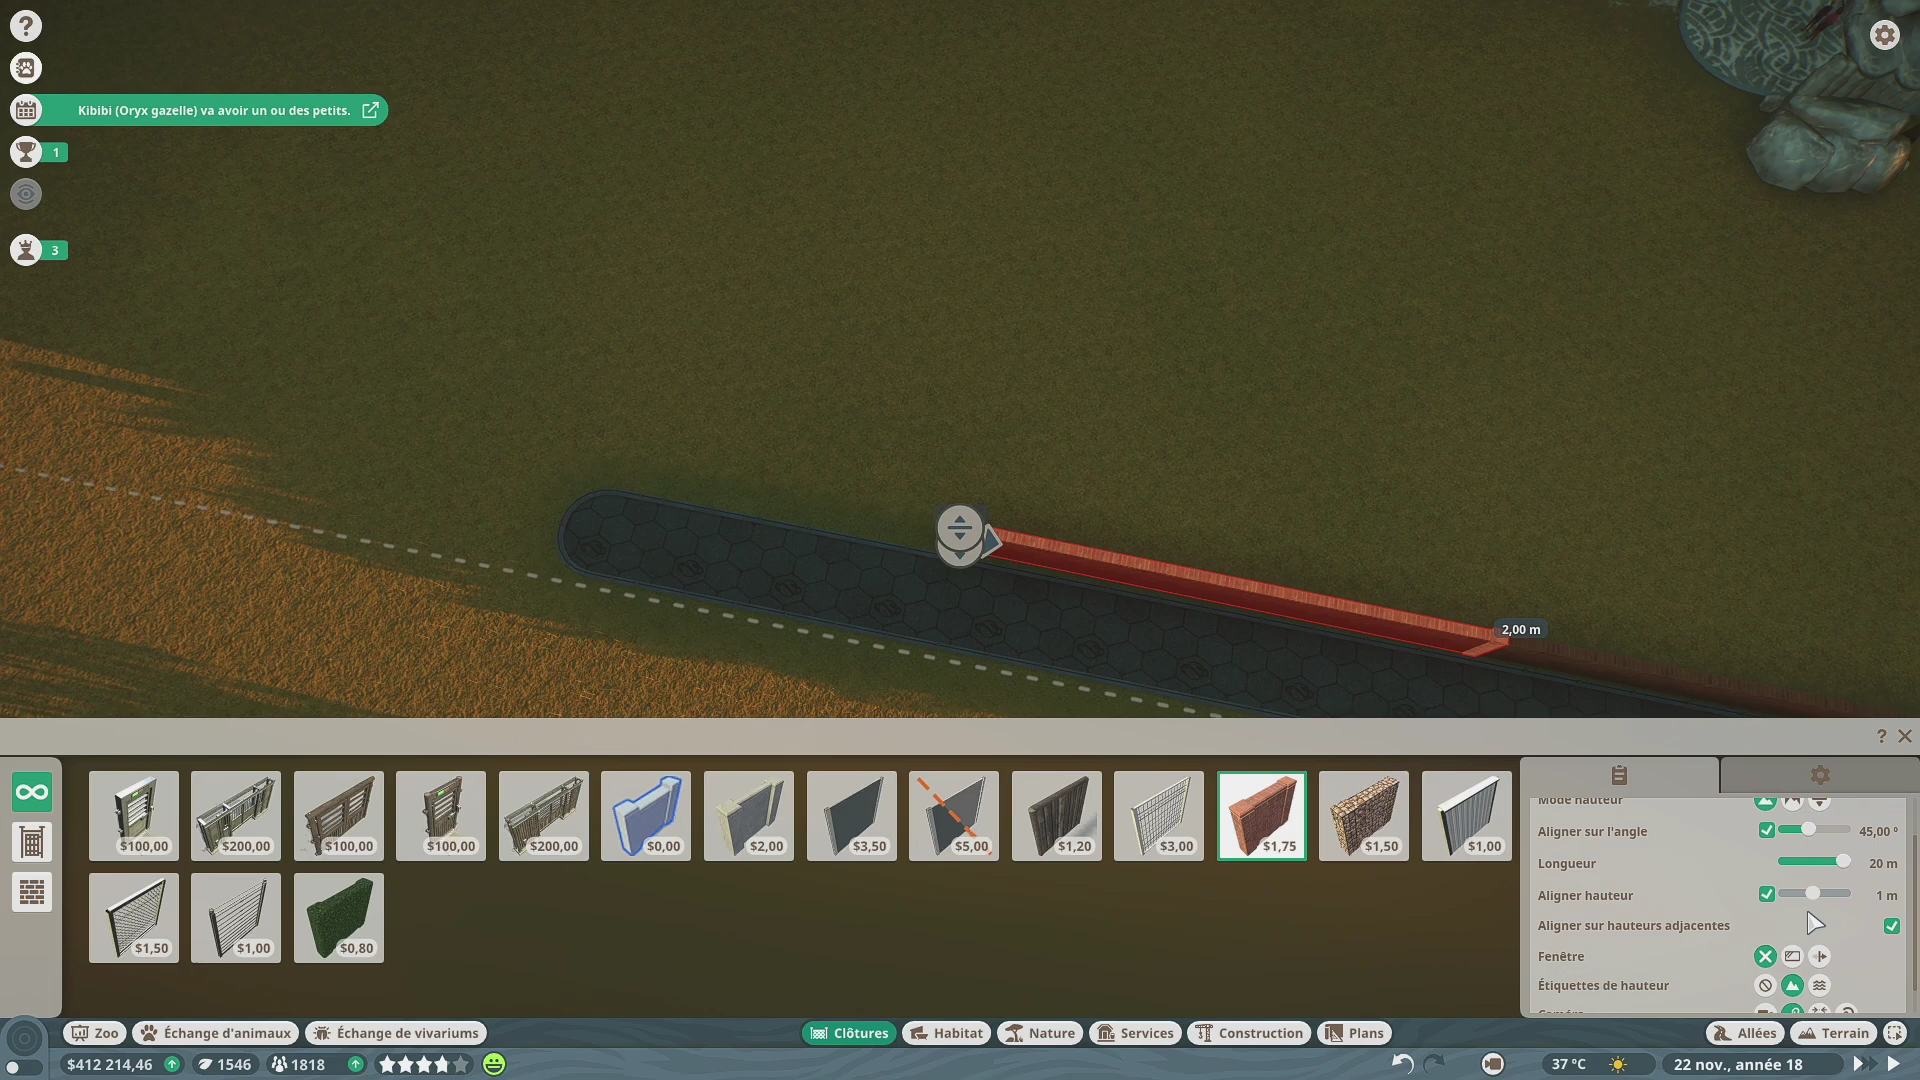 ?
Kibibi (Oryx gazelle) va avoir un ou des petits.
1
3
2,00 m
?
$100,00
$200,00
$100,00
$100,00
$200,00
$0,00
$2,00
$3,50
$5,00
$1,20
$3,00
$1,75
$1,50
$1,00
$1,50
$1,00
$0,80
Mode hauteur
Aligner sur l'angle 45,00 °
Longueur 20 m
Aligner hauteur 1 m
Aligner sur hauteurs adjacentes
Fenêtre
Étiquettes de hauteur
Caméra
Zoo Échange d'animaux Échange de vivariums Clôtures Habitat Nature Services Construction Plans Allées Terrain
$412 214,46 1546 1818 37 °C 22 nov., année 18